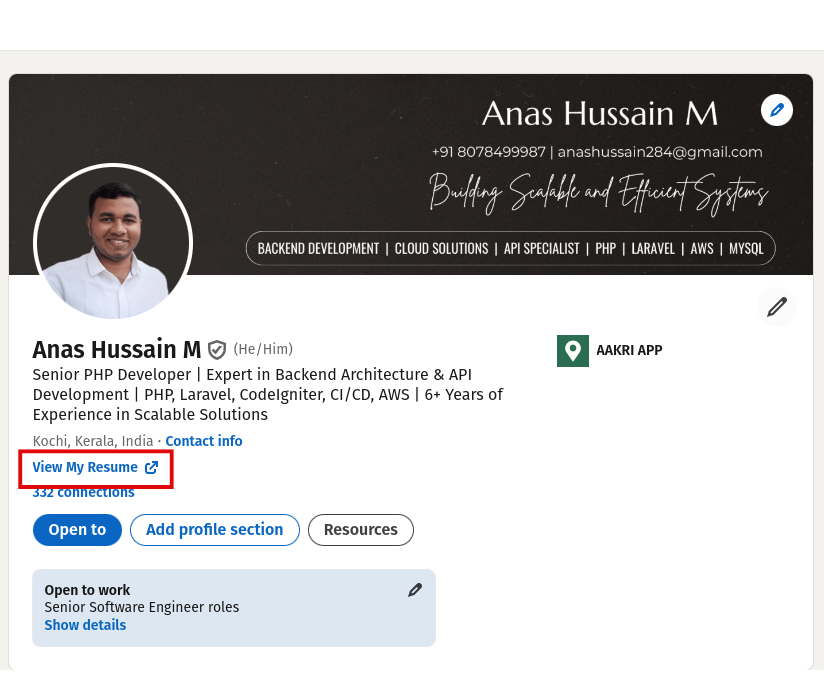 Anas Hussain M
+91 8078499987 | anashussain284@gmail.com
Building Scalable and Efficient Systems
BACKEND DEVELOPMENT | CLOUD SOLUTIONS | API SPECIALIST | PHP | LARAVEL | AWS | MYSQL
Anas Hussain M (He/Him)
AAKRI APP
Senior PHP Developer | Expert in Backend Architecture & API
Development | PHP, Laravel, CodeIgniter, CI/CD, AWS | 6+ Years of
Experience in Scalable Solutions
Kochi, Kerala, India · Contact info
View My Resume
332 connections
Open to
Add profile section
Resources
Open to work
Senior Software Engineer roles
Show details